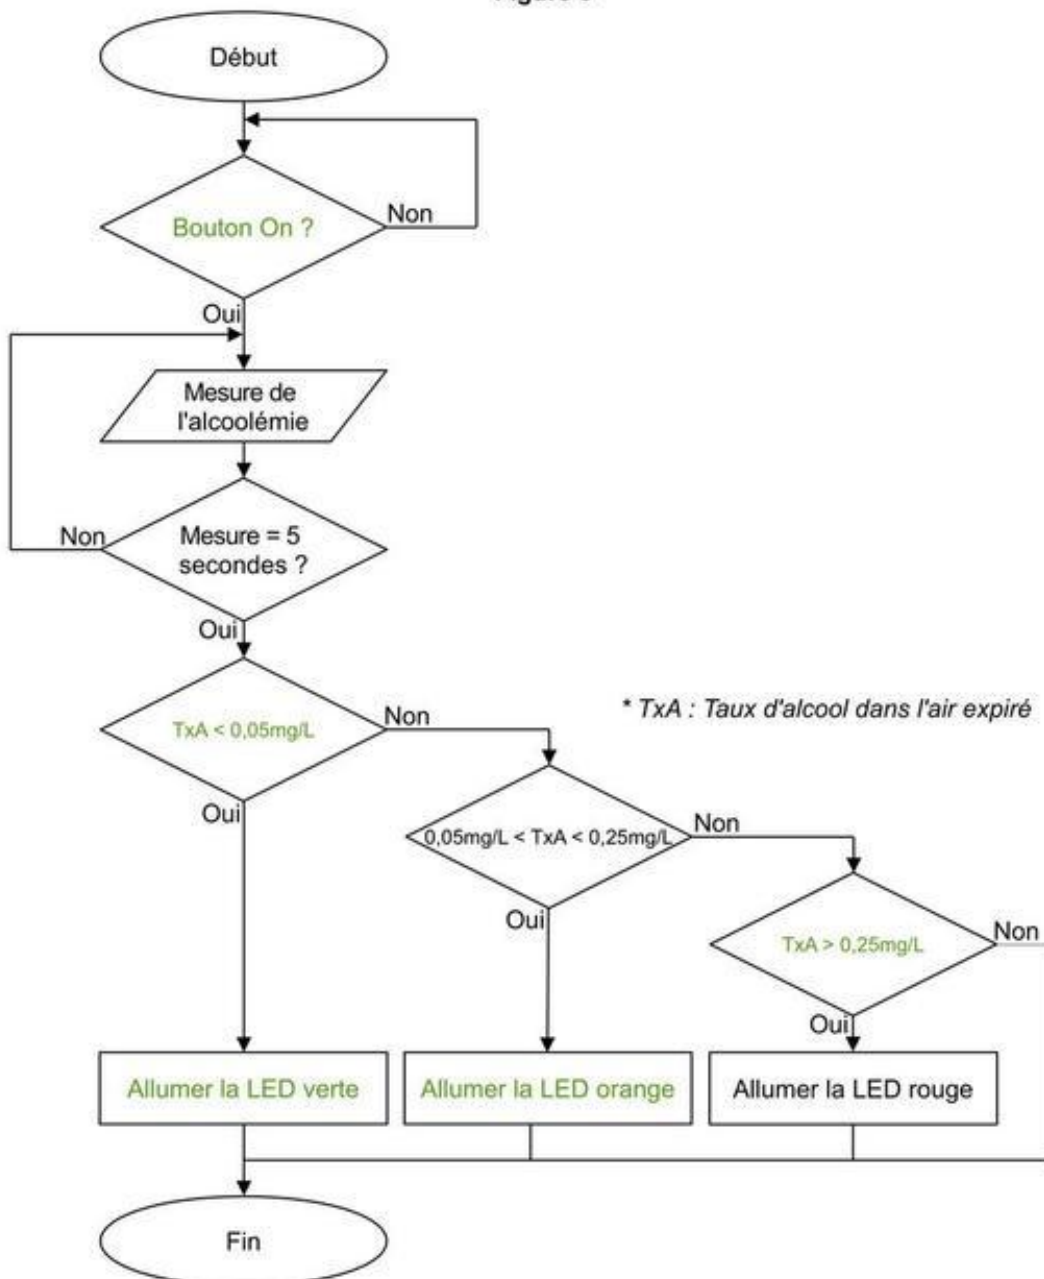 Début
Bouton On ?
Non
Oui
Mesure de
l'alcoolémie
Non
Mesure = 5
secondes ?
Oui
TxA < 0,05mg/L
Non
* TxA : Taux d'alcool dans l'air expiré
Oui
0,05mg/L < TxA < 0,25mg/L
Non
Oui
TxA > 0,25mg/L
Non
Oui
Allumer la LED verte
Allumer la LED orange
Allumer la LED rouge
Fin